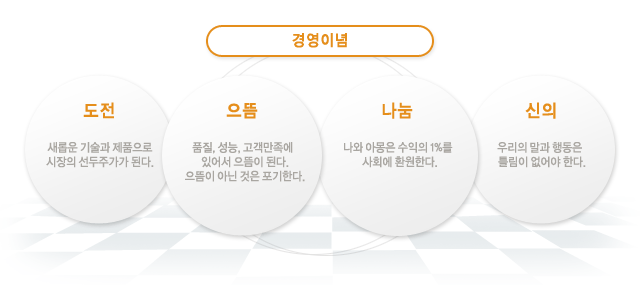 경영이념
도전
새롭운 기술과 제품으로
시장의 선두주가가 된다.
으뜸
품질, 성능, 고객만족에
있어서 으뜸이 된다.
으뜸이 아닌 것은 포기한다.
나눔
나와 아몽은 수익의 1%를
사회에 환원한다.
신의
우리의 말과 행동은
틀림이 없어야 한다.